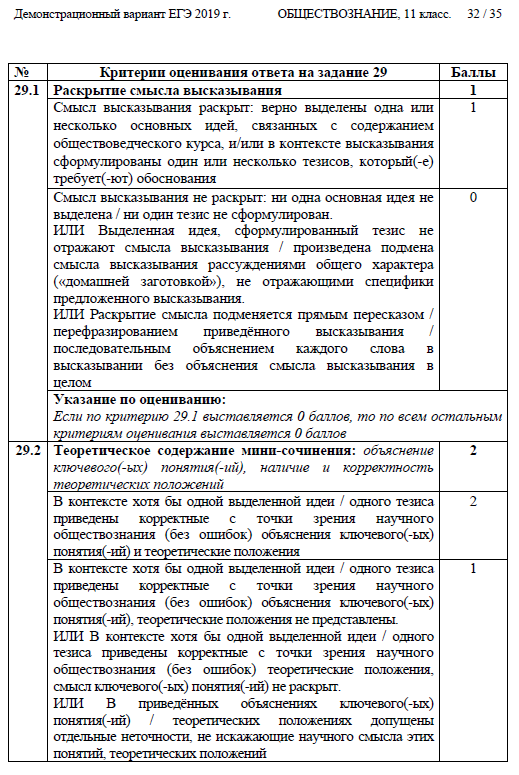 Демонстрационный вариант ЕГЭ 2019 г. ОБЩЕСТВОЗНАНИЕ, 11 класс. 32 / 35
№ Критерии оценивания ответа на задание 29 Баллы
29.1 Раскрытие смысла высказывания 1
Смысл высказывания раскрыт: верно выделены одна или 1
несколько основных идей, связанных с содержанием
обществоведческого курса, и/или в контексте высказывания
сформулированы один или несколько тезисов, который(-е)
требует(-ют) обоснования
Смысл высказывания не раскрыт: ни одна основная идея не 0
выделена / ни один тезис не сформулирован.
ИЛИ Выделенная идея, сформулированный тезис не
отражают смысла высказывания / произведена подмена
смысла высказывания рассуждениями общего характера
(«домашней заготовкой»), не отражающими специфики
предложенного высказывания.
ИЛИ Раскрытие смысла подменяется прямым пересказом /
перефразированием приведённого высказывания /
последовательным объяснением каждого слова в
высказывании без объяснения смысла высказывания в
целом
Указание по оцениванию:
Если по критерию 29.1 выставляется 0 баллов, то по всем остальным
критериям оценивания выставляется 0 баллов
29.2 Теоретическое содержание мини-сочинения: объяснение 2
ключевого(-ых) понятия(-ий), наличие и корректность
теоретических положений
В контексте хотя бы одной выделенной идеи / одного тезиса 2
приведены корректные с точки зрения научного
обществознания (без ошибок) объяснения ключевого(-ых)
понятия(-ий) и теоретические положения
В контексте хотя бы одной выделенной идеи / одного тезиса 1
приведены корректные с точки зрения научного
обществознания (без ошибок) объяснения ключевого(-ых)
понятия(-ий), теоретические положения не представлены.
ИЛИ В контексте хотя бы одной выделенной идеи / одного
тезиса приведены корректные с точки зрения научного
обществознания (без ошибок) теоретические положения,
смысл ключевого(-ых) понятия(-ий) не раскрыт.
ИЛИ В приведённых объяснениях ключевого(-ых)
понятия(-ий) / теоретических положениях допущены
отдельные неточности, не искажающие научного смысла этих
понятий, теоретических положений